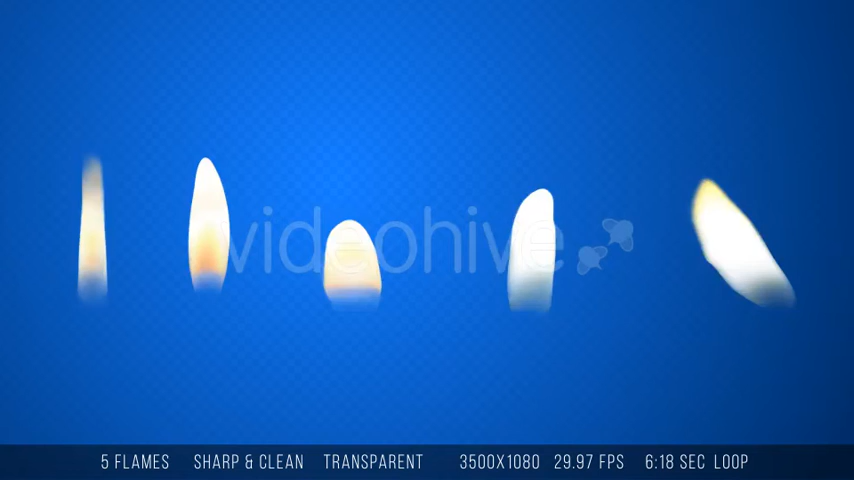 videohive
5 FLAMES SHARP & CLEAN TRANSPARENT 3500X1080 29.97 FPS 6:18 SEC LOOP